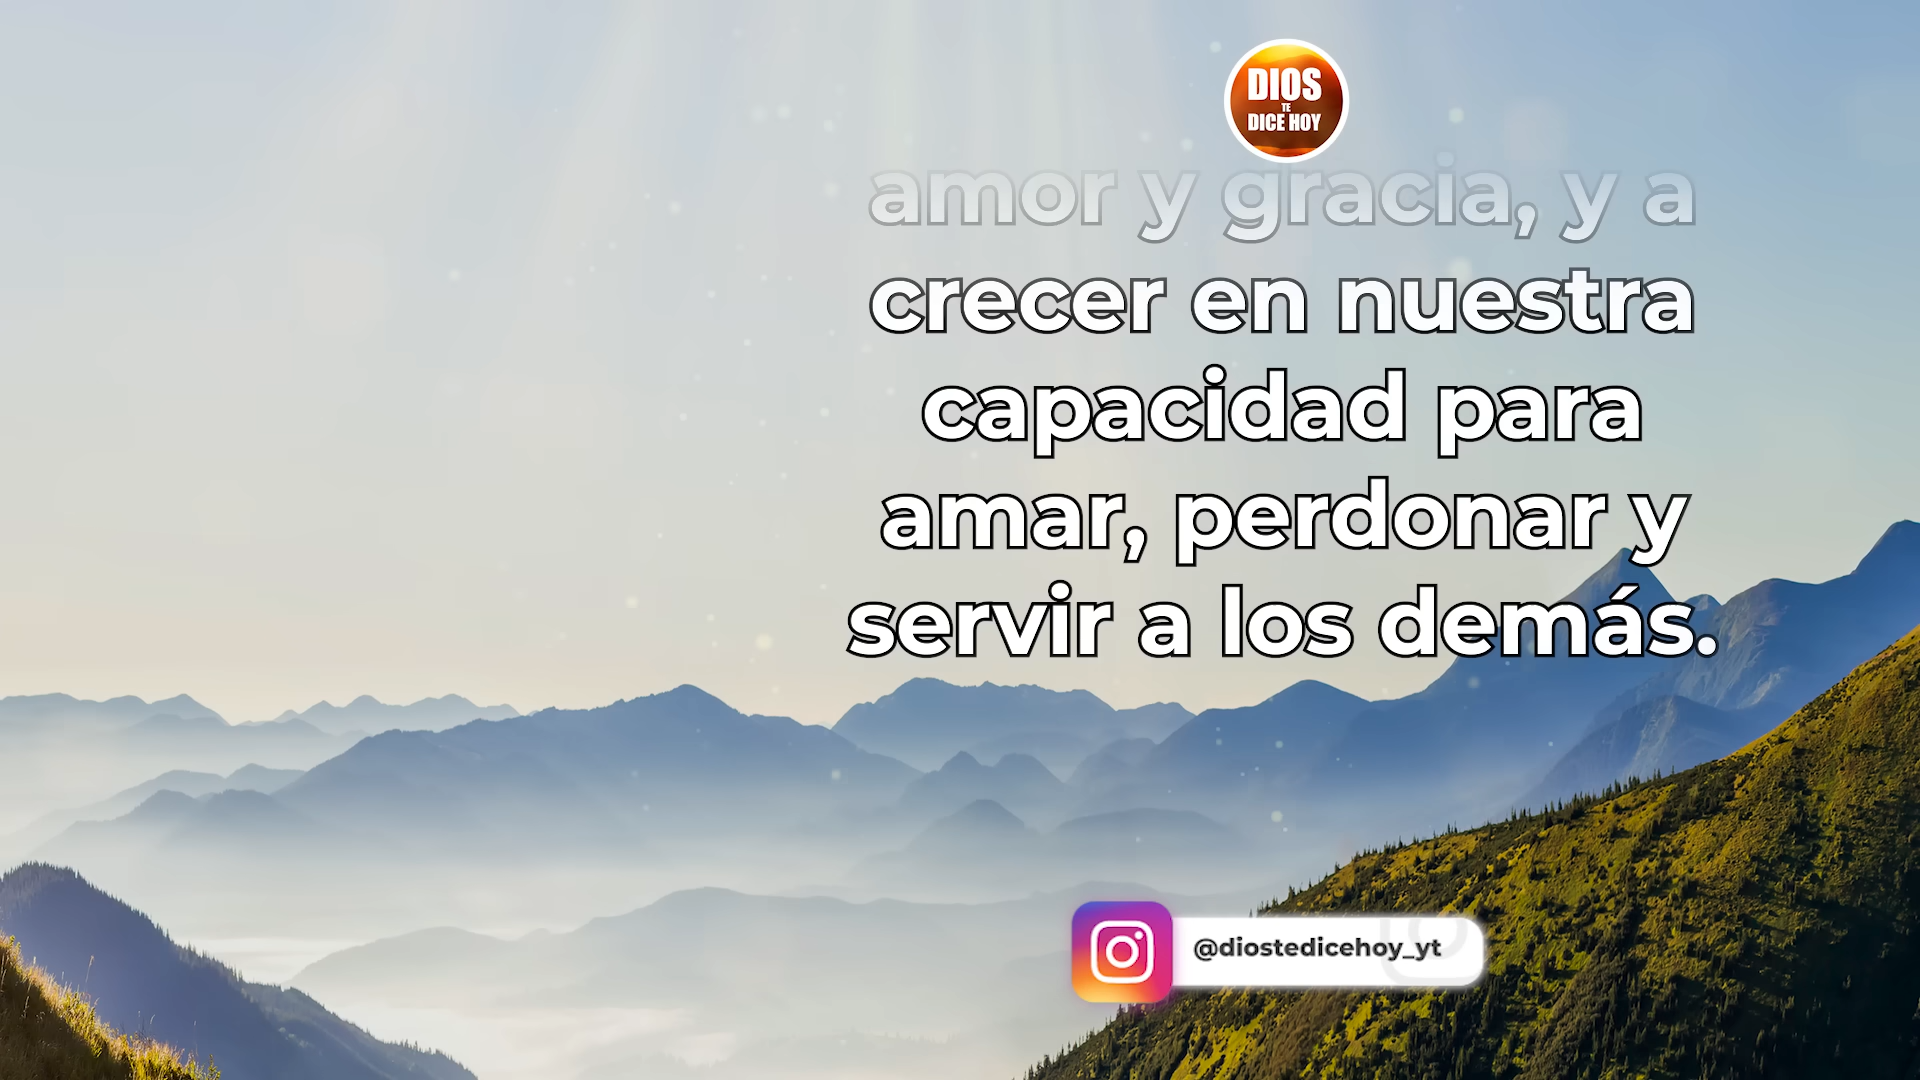 DIOS
TE
DICE HOY
amor y gracia, y a
crecer en nuestra
capacidad para
amar, perdonar y
servir a los demás.
@diostedicehoy_yt